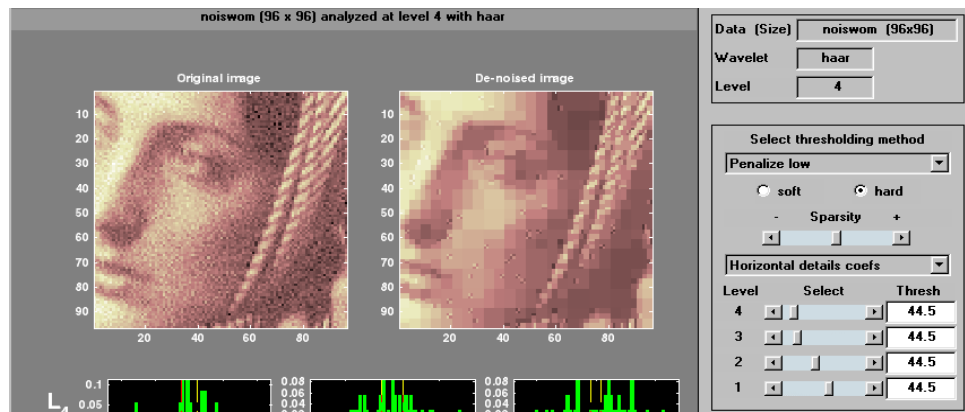 noiswom (96 x 96) analyzed at level 4 with haar
Original image
De-noised image
10
20
30
40
50
60
70
80
90
20
40
60
80
10
20
30
40
50
60
70
80
90
20
40
60
80
0.1
L4 0.05
0.08
0.06
0.04
0.08
0.06
0.04
Data (Size) noiswom (96x96)
Wavelet haar
Level 4
Select thresholding method
Penalize low
soft hard
- Sparsity +
Horizontal details coefs
Level Select Thresh
4 44.5
3 44.5
2 44.5
1 44.5